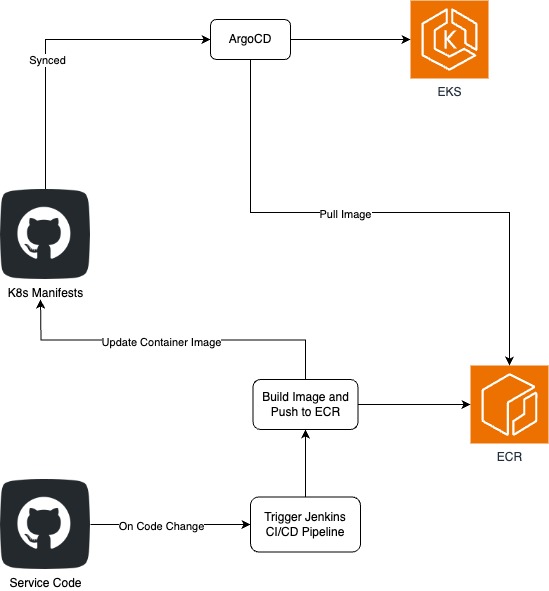 ArgoCD
Synced
K
EKS
Pull Image
K8s Manifests
Update Container Image
Build Image and
Push to ECR
ECR
On Code Change
Trigger Jenkins
CI/CD Pipeline
Service Code